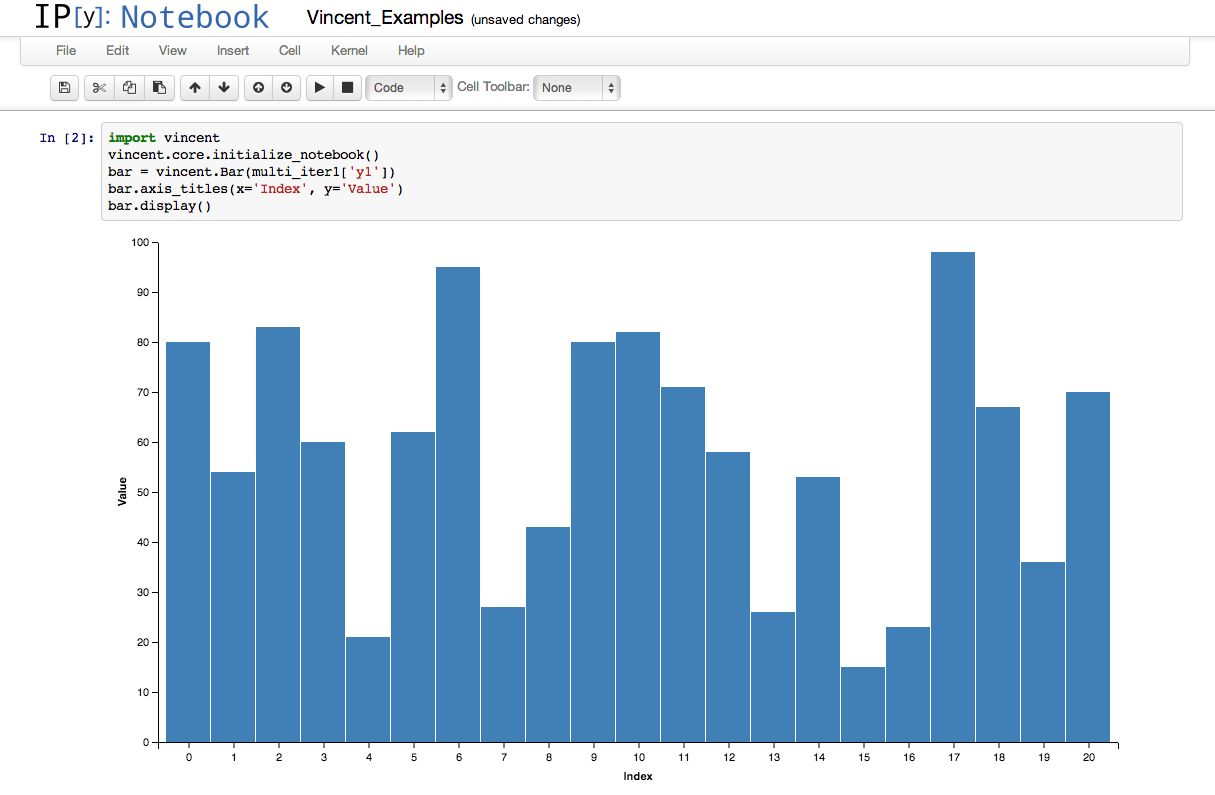 IP[y]: Notebook Vincent_Examples (unsaved changes)
File Edit View Insert Cell Kernel Help
Code Cell Toolbar: None
In [2]: import vincent
vincent.core.initialize_notebook()
bar = vincent.Bar(multi_iter1['y1'])
bar.axis_titles(x='Index', y='Value')
bar.display()
100
90
80
70
60
50
40
30
20
10
0
Value
0 1 2 3 4 5 6 7 8 9 10 11 12 13 14 15 16 17 18 19 20
Index